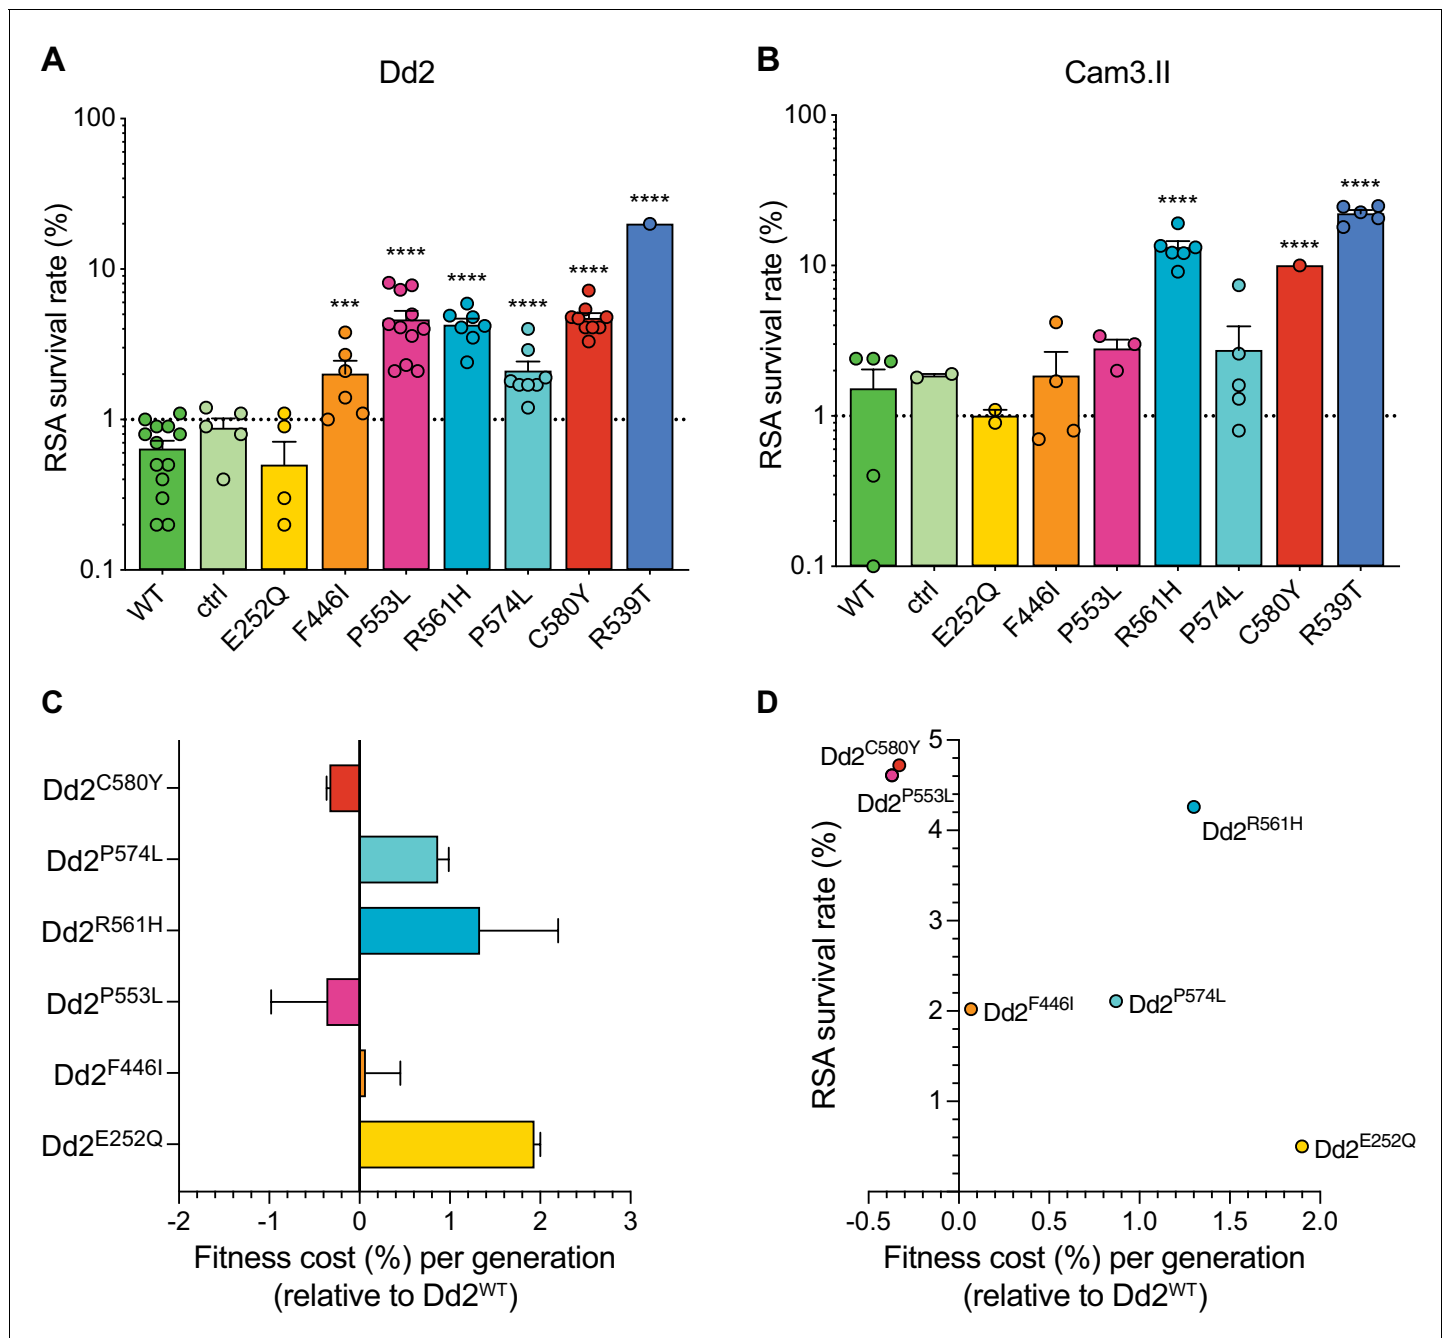 A
Dd2
RSA survival rate (%)
100
10
1
0.1
***
****
****
****
****
****
WT
ctrl
E252Q
F446I
P553L
R561H
P574L
C580Y
R539T
B
Cam3.II
RSA survival rate (%)
100
10
1
0.1
****
****
****
WT
ctrl
E252Q
F446I
P553L
R561H
P574L
C580Y
R539T
C
Dd2C580Y
Dd2P574L
Dd2R561H
Dd2P553L
Dd2F446I
Dd2E252Q
-2 -1 0 1 2 3
Fitness cost (%) per generation
(relative to Dd2WT)
D
RSA survival rate (%)
5
4
3
2
1
Dd2C580Y
Dd2P553L
Dd2R561H
Dd2F446I
Dd2P574L
Dd2E252Q
-0.5 0.0 0.5 1.0 1.5 2.0
Fitness cost (%) per generation
(relative to Dd2WT)